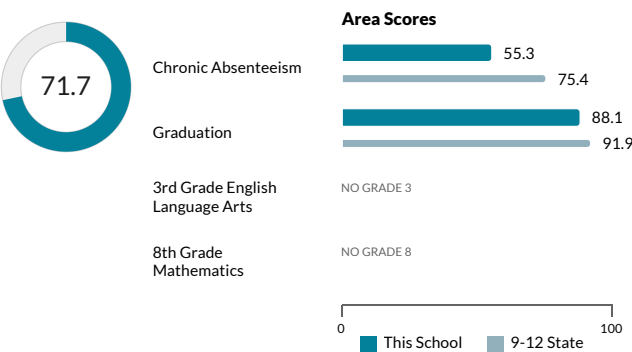 Area Scores
71.7
Chronic Absenteeism
55.3
75.4
Graduation
88.1
91.9
3rd Grade English
Language Arts
NO GRADE 3
8th Grade
Mathematics
NO GRADE 8
0
100
This School
9-12 State